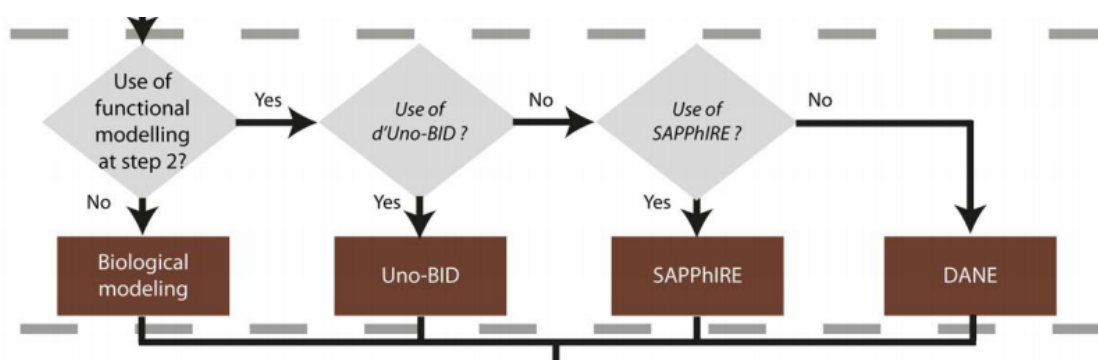 Use of
functional
modelling
at step 2?
Yes
Use of
d'Uno-BID ?
No
Use of
SAPPhIRE ?
No
No
Yes
Yes
Biological
modeling
Uno-BID
SAPPhIRE
DANE